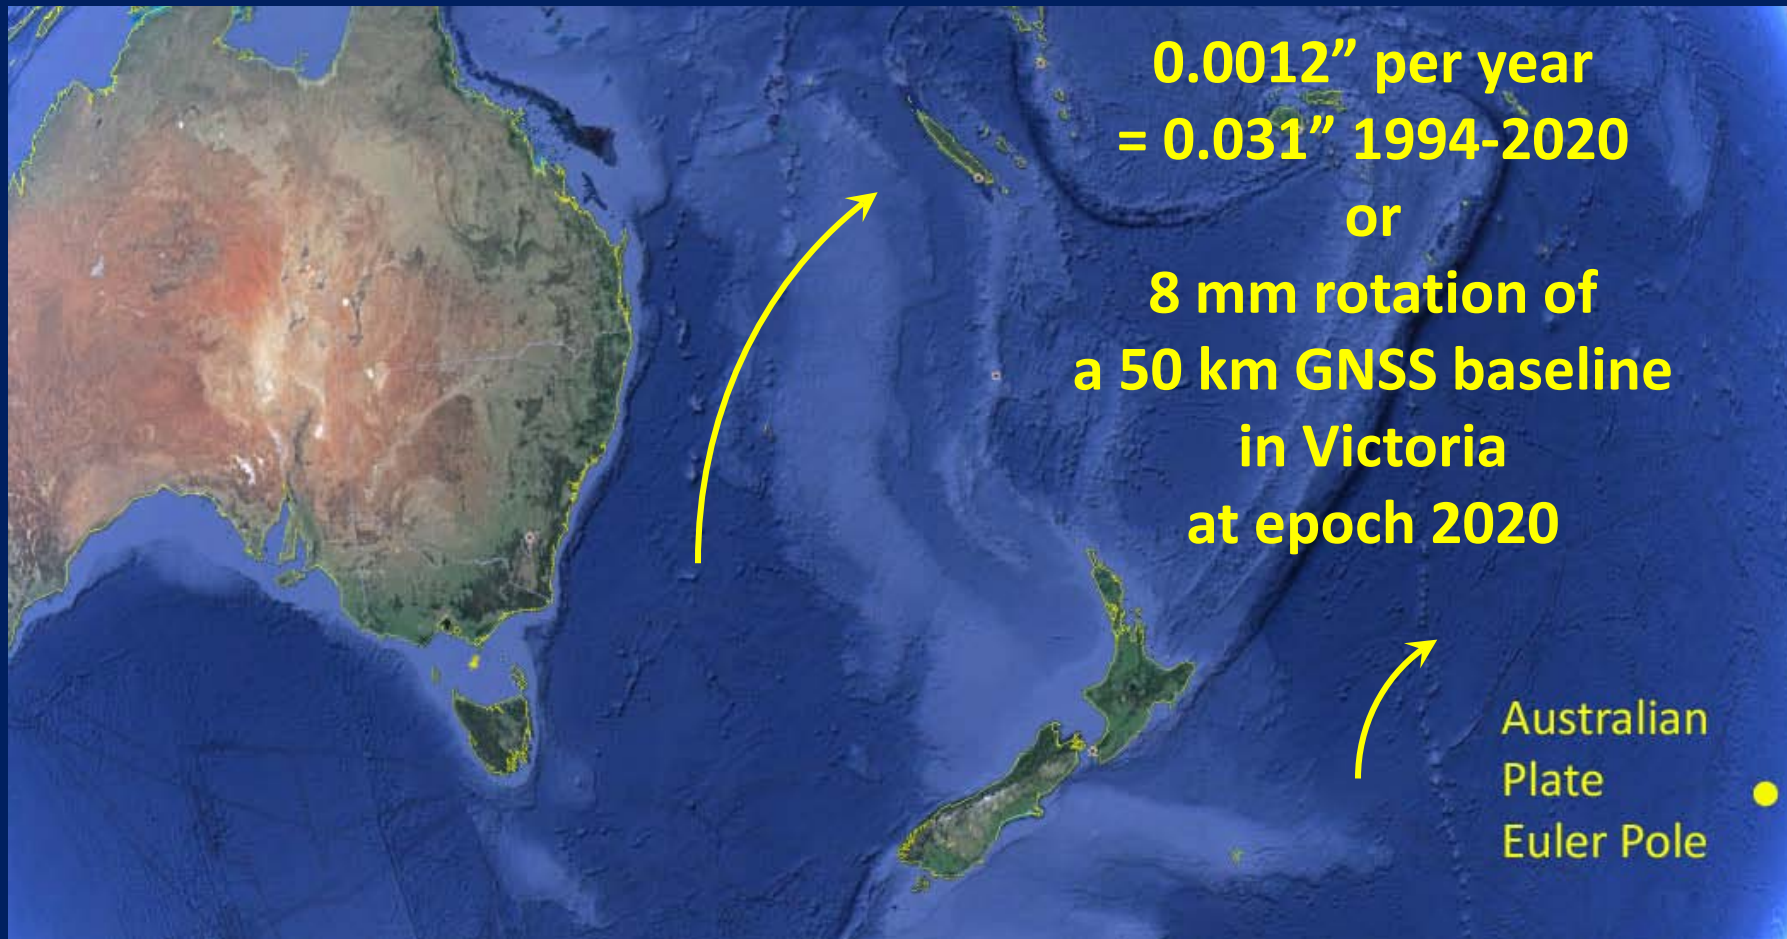 0.0012” per year
= 0.031” 1994-2020
or
8 mm rotation of
a 50 km GNSS baseline
in Victoria
at epoch 2020
Australian
Plate
Euler Pole